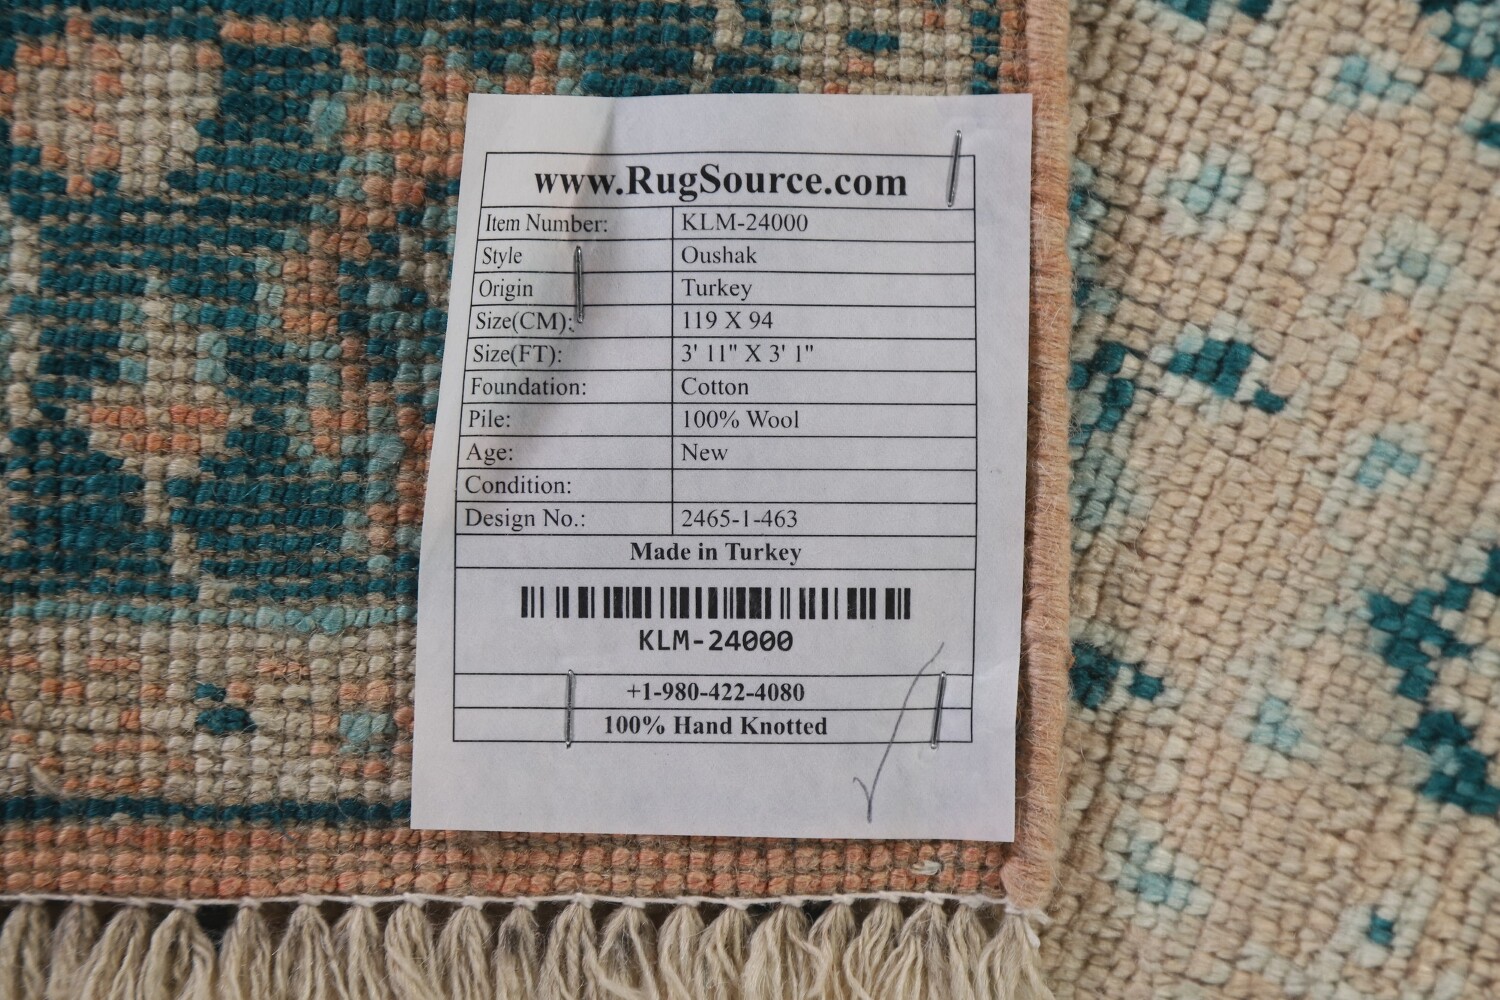 www.RugSource.com
Item Number: KLM-24000
Style Oushak
Origin Turkey
Size(CM): 119 X 94
Size(FT): 3' 11" X 3' 1"
Foundation: Cotton
Pile: 100% Wool
Age: New
Condition:
Design No.: 2465-1-463
Made in Turkey
KLM-24000
+1-980-422-4080
100% Hand Knotted